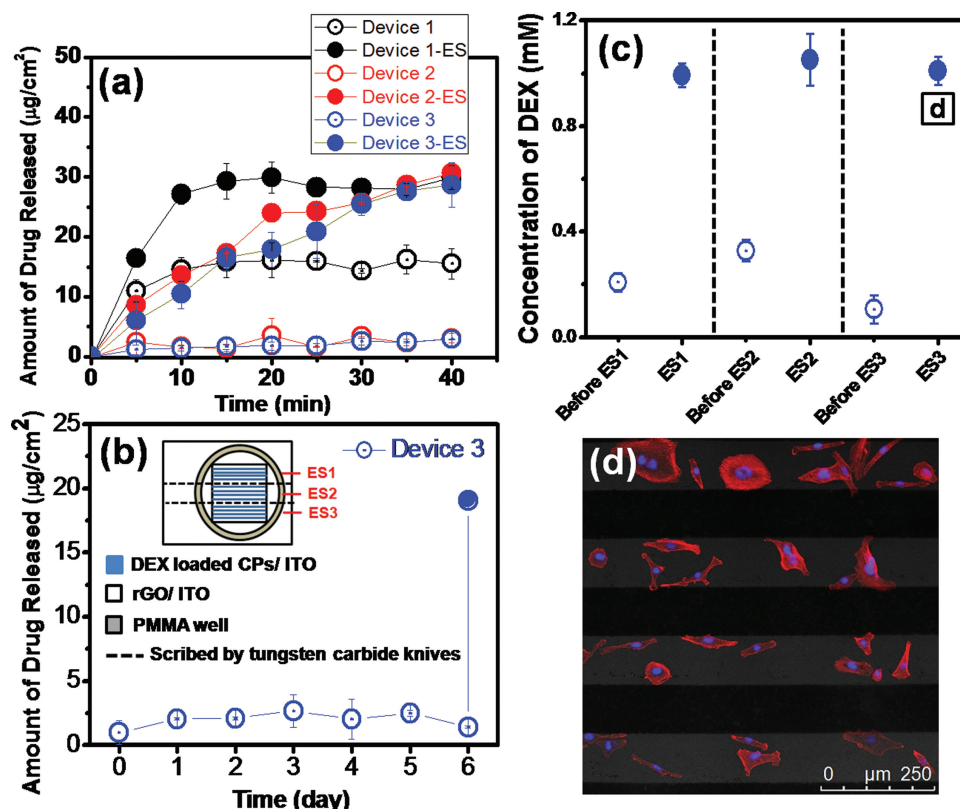 (a)
Device 1
Device 1-ES
Device 2
Device 2-ES
Device 3
Device 3-ES
Amount of Drug Released (µg/cm²)
50
40
30
20
10
0
0 10 20 30 40
Time (min)
(b)
Device 3
ES1
ES2
ES3
DEX loaded CPs/ ITO
rGO/ ITO
PMMA well
Scribed by tungsten carbide knives
Amount of Drug Released (µg/cm²)
25
20
15
10
5
0
0 1 2 3 4 5 6
Time (day)
(c)
d
Concentration of DEX (mM)
1.2
0.8
0.4
0.0
Before ES1
ES1
Before ES2
ES2
Before ES3
ES3
(d)
0 µm 250